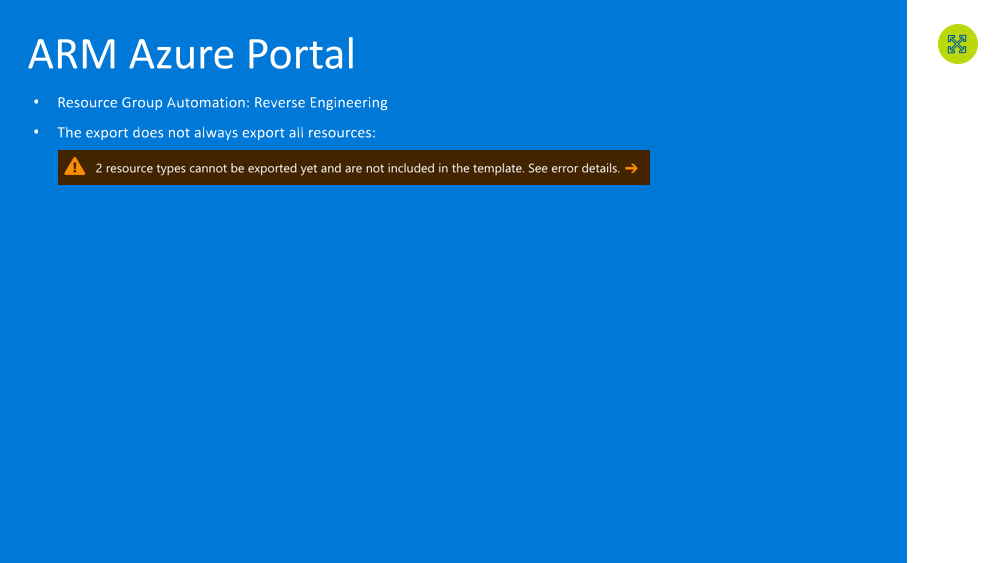 ARM Azure Portal
• Resource Group Automation: Reverse Engineering
• The export does not always export all resources:
2 resource types cannot be exported yet and are not included in the template. See error details. →